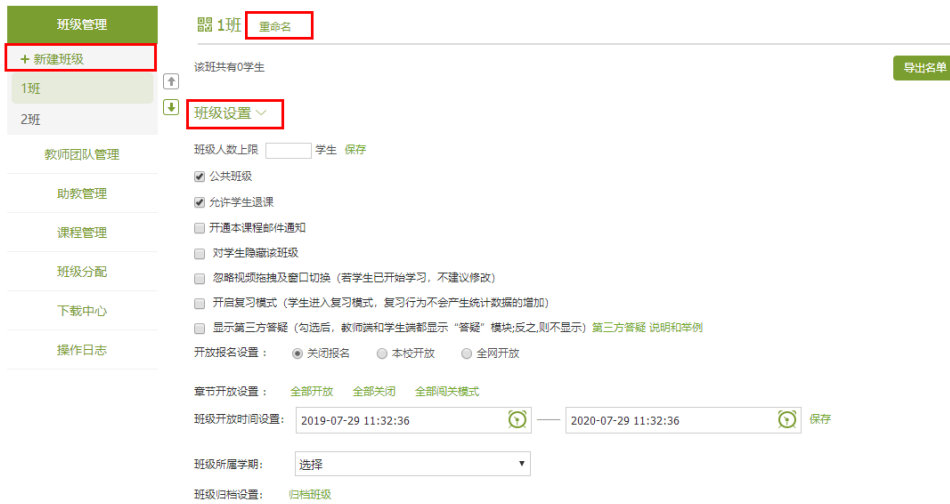 班级管理
+ 新建班级
1班
2班
教师团队管理
助教管理
课程管理
班级分配
下载中心
操作日志
1班 重命名
该班共有0学生 导出名单
班级设置
班级人数上限 学生 保存
公共班级
允许学生退课
开通本课程邮件通知
对学生隐藏该班级
忽略视频拖拽及窗口切换（若学生已开始学习，不建议修改）
开启复习模式（学生进入复习模式，复习行为不会产生统计数据的增加）
显示第三方答疑（勾选后，教师端和学生端都显示“答疑”模块;反之,则不显示）第三方答疑 说明和举例
开放报名设置： 关闭报名 本校开放 全网开放
章节开放设置： 全部开放 全部关闭 全部闯关模式
班级开放时间设置： 2019-07-29 11:32:36 —— 2020-07-29 11:32:36 保存
班级所属学期： 选择
班级归档设置： 归档班级